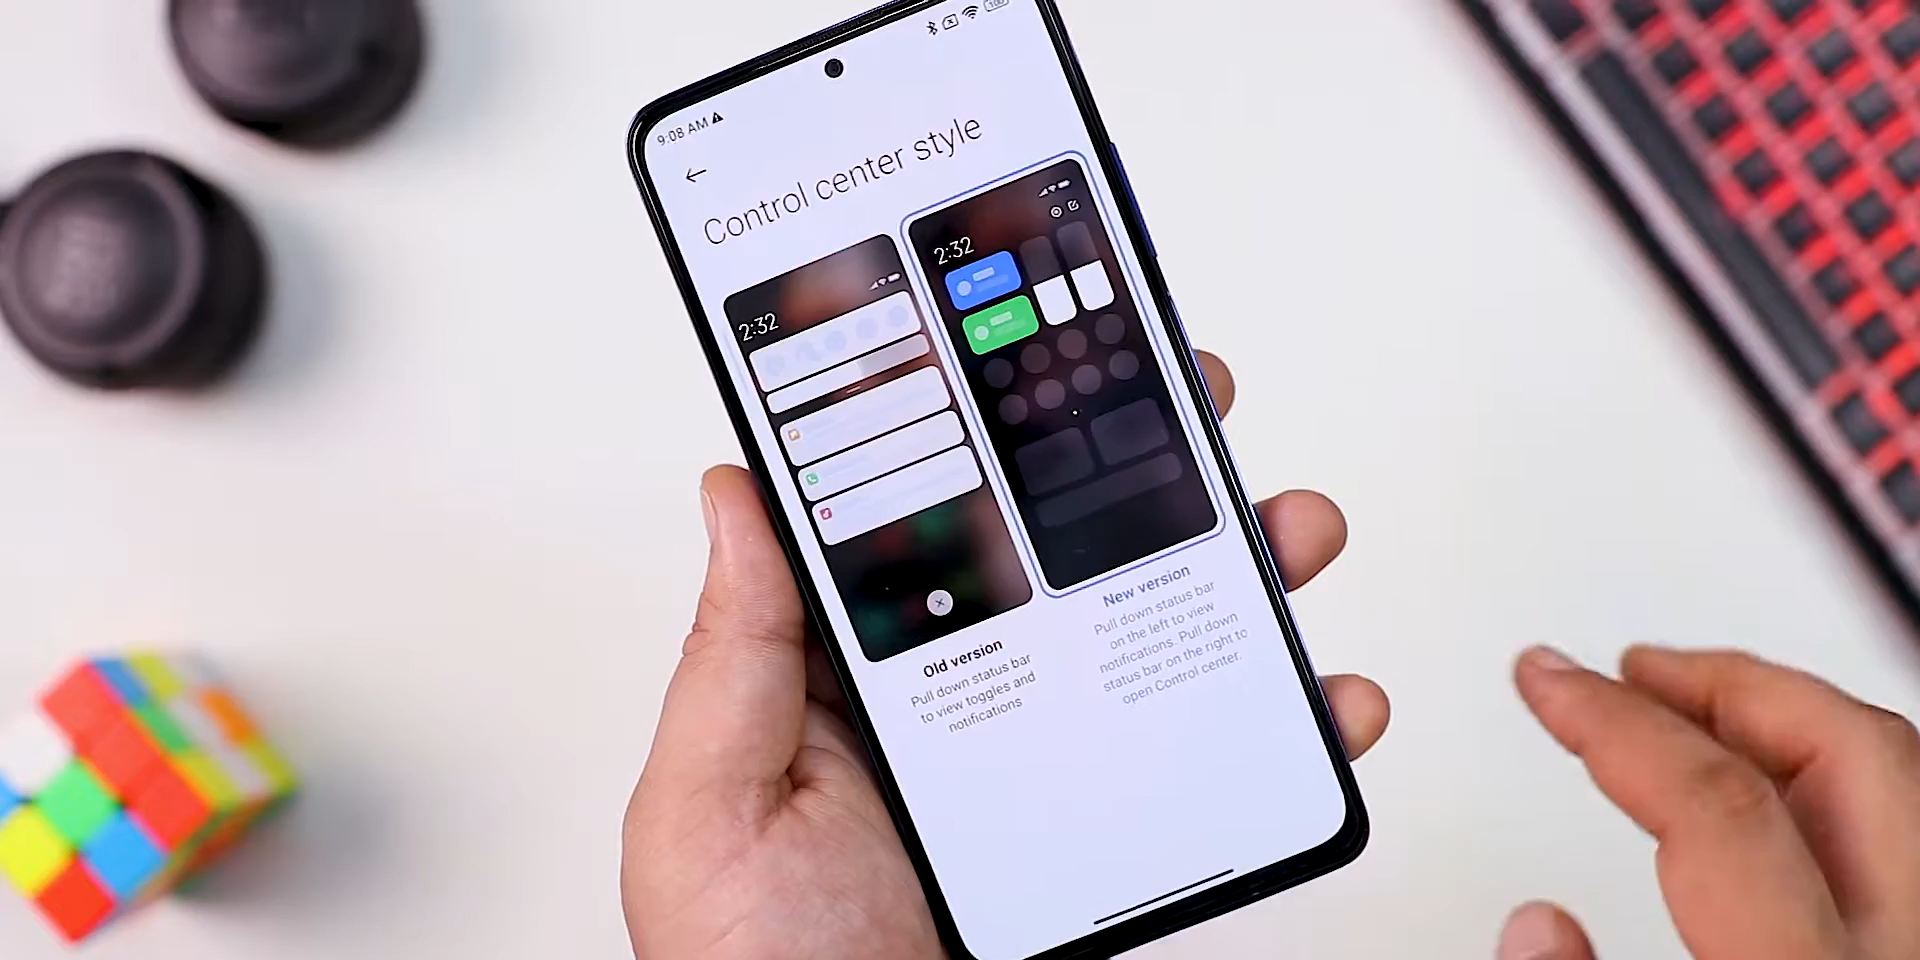 9:08 AM
100
Control center style
2:32
2:32
Old version
Pull down status bar
to view toggles and
notifications
New version
Pull down status bar
on the left to view
notifications. Pull down
status bar on the right to
open Control center.